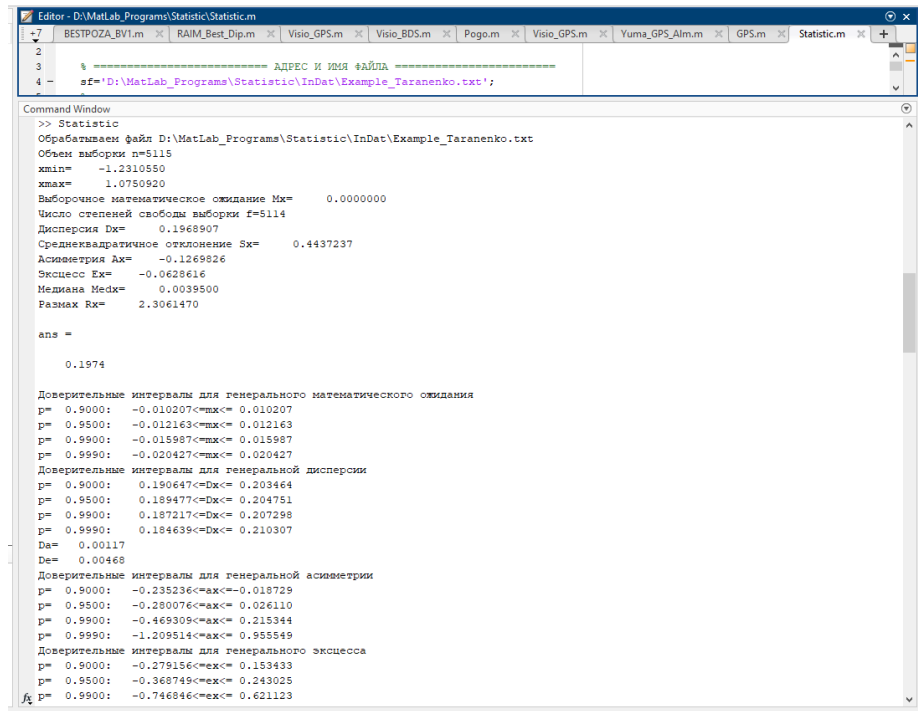 Editor - D:\MatLab_Programs\Statistic\Statistic.m
+7 BESTPOZA_BV1.m RAIM_Best_Dip.m Visio_GPS.m Visio_BDS.m Pogo.m Visio_GPS.m Yuma_GPS_Alm.m GPS.m Statistic.m +
2
3 % ========================== АДРЕС И ИМЯ ФАЙЛА ========================
4 - sf='D:\MatLab_Programs\Statistic\InDat\Example_Taranenko.txt';
Command Window
>> Statistic
Обрабатываем файл D:\MatLab_Programs\Statistic\InDat\Example_Taranenko.txt
Объем выборки n=5115
xmin= -1.2310550
xmax= 1.0750920
Выборочное математическое ожидание Mx= 0.0000000
Число степеней свободы выборки f=5114
Дисперсия Dx= 0.1968907
Среднеквадратичное отклонение Sx= 0.4437237
Асимметрия Ax= -0.1269826
Эксцесс Ex= -0.0628616
Медиана Medx= 0.0039500
Размах Rx= 2.3061470
ans =
0.1974
Доверительные интервалы для генерального математического ожидания
p= 0.9000: -0.010207<=mx<= 0.010207
p= 0.9500: -0.012163<=mx<= 0.012163
p= 0.9900: -0.015987<=mx<= 0.015987
p= 0.9990: -0.020427<=mx<= 0.020427
Доверительные интервалы для генеральной дисперсии
p= 0.9000: 0.190647<=Dx<= 0.203464
p= 0.9500: 0.189477<=Dx<= 0.204751
p= 0.9900: 0.187217<=Dx<= 0.207298
p= 0.9990: 0.184639<=Dx<= 0.210307
Da= 0.00117
De= 0.00468
Доверительные интервалы для генеральной асимметрии
p= 0.9000: -0.235236<=ax<=-0.018729
p= 0.9500: -0.280076<=ax<= 0.026110
p= 0.9900: -0.469309<=ax<= 0.215344
p= 0.9990: -1.209514<=ax<= 0.955549
Доверительные интервалы для генерального эксцесса
p= 0.9000: -0.279156<=ex<= 0.153433
p= 0.9500: -0.368749<=ex<= 0.243025
fx p= 0.9900: -0.746846<=ex<= 0.621123